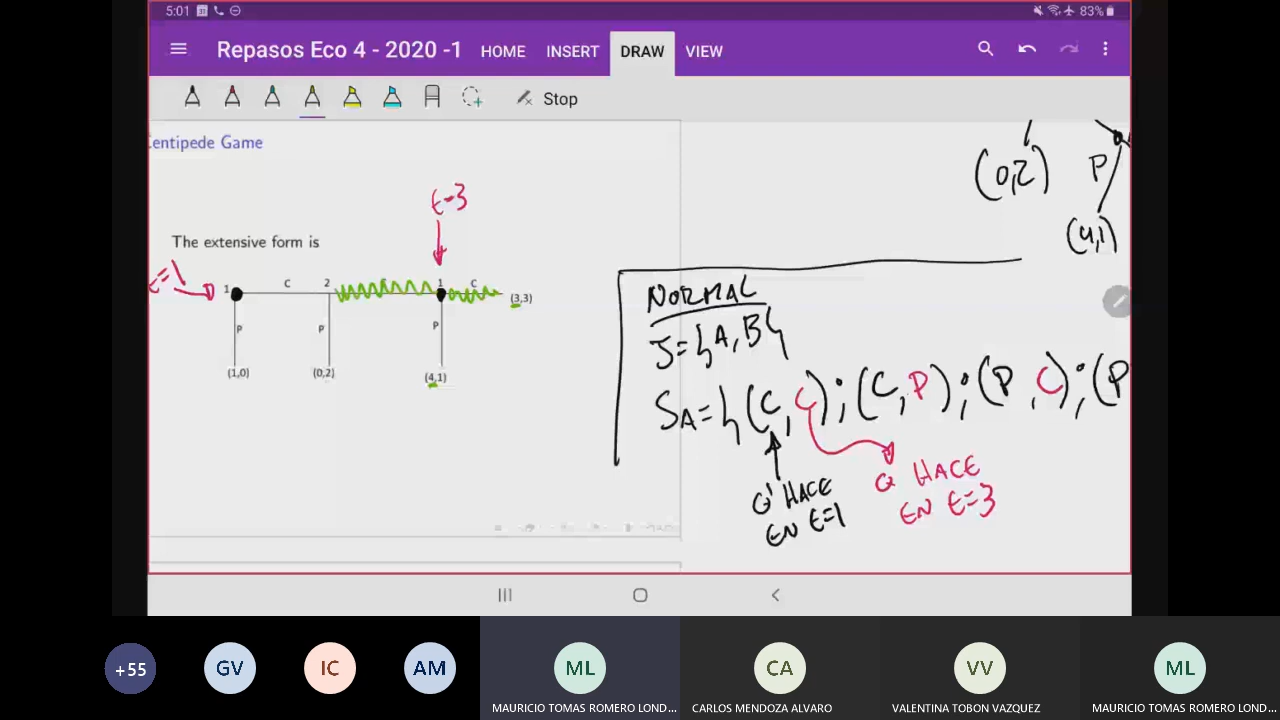 5:01
83%
Repasos Eco 4 - 2020 -1
HOME
INSERT
DRAW
VIEW
Stop
entipede Game
The extensive form is
t=3
t=1
1
C
2
1
C
(3,3)
P
P
P
(1,0)
(0,2)
(4,1)
(0,2)
P
(4,1)
NORMAL
J={A, B}
SA={(C, C);(C, P);(P, C);(P
Q' HACE
EN t=1
Q HACE
EN t=3
+55
GV
IC
AM
ML
CA
VV
ML
MAURICIO TOMAS ROMERO LOND...
CARLOS MENDOZA ALVARO
VALENTINA TOBON VAZQUEZ
MAURICIO TOMAS ROMERO LOND...